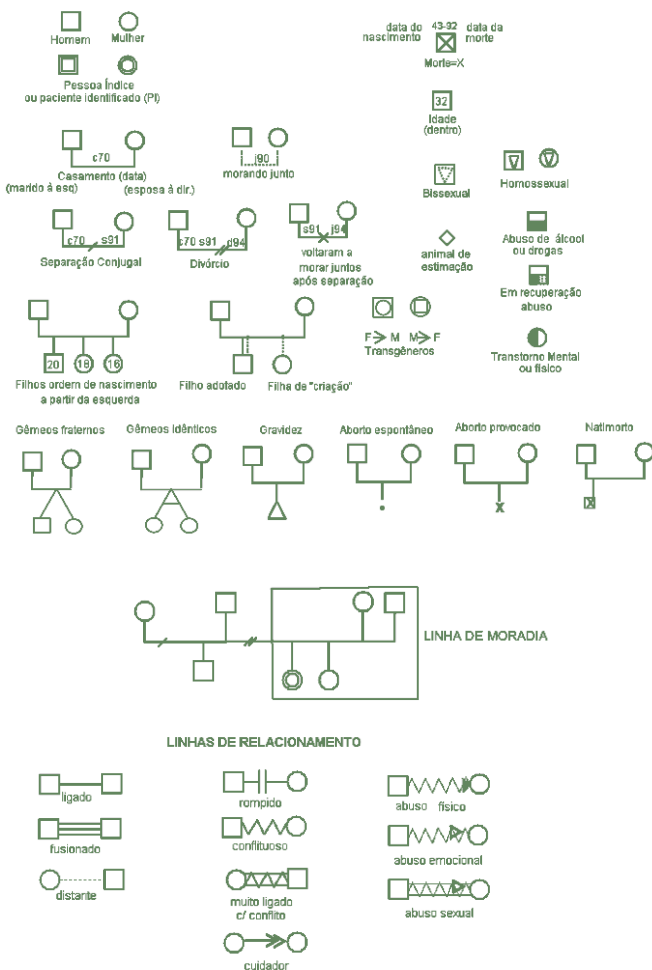 Homem
Mulher
Pessoa Índice
ou paciente identificado (PI)
data do
nascimento
43-92
data da
morte
Morte=X
32
Idade
(dentro)
c70
Casamento (data)
(marido à esq)
(esposa à dir.)
j90
morando junto
Bissexual
Homossexual
c70 s91
Separação Conjugal
c70 s91 d94
Divórcio
s91 j94
voltaram a
morar juntos
após separação
animal de
estimação
Abuso de álcool
ou drogas
Em recuperação
abuso
20 18 16
Filhos ordem de nascimento
a partir da esquerda
Filho adotado
Filha de "criação"
F M M F
Transgêneros
Transtorno Mental
ou físico
Gêmeos fraternos
Gêmeos idênticos
Gravidez
Aborto espontâneo
Aborto provocado
Natimorto
x
x
LINHA DE MORADIA
LINHAS DE RELACIONAMENTO
ligado
rompido
abuso físico
fusionado
conflituoso
abuso emocional
distante
muito ligado
c/ conflito
abuso sexual
cuidador